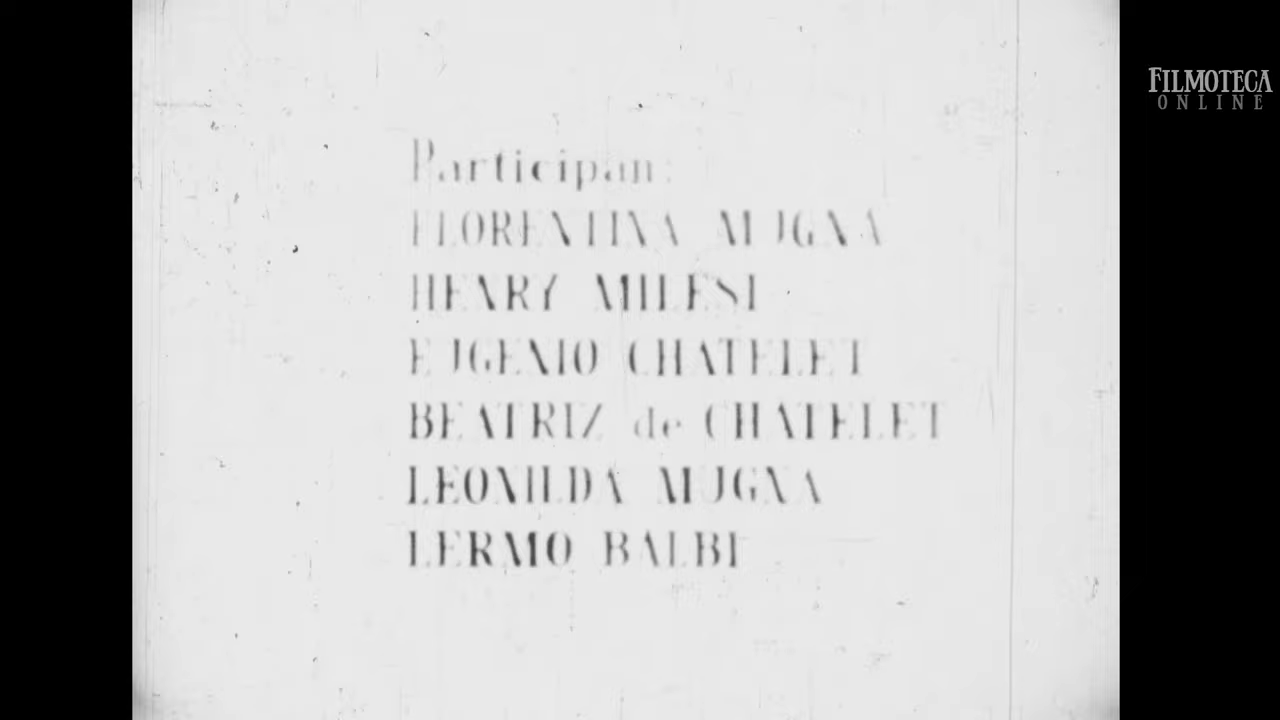 Participan:
FLORENTINA MUGNA
HENRY MILESI
EUGENIO CHATELET
BEATRIZ de CHATELET
LEONILDA MUGNA
LERMO BALBI
FILMOTECA
ONLINE